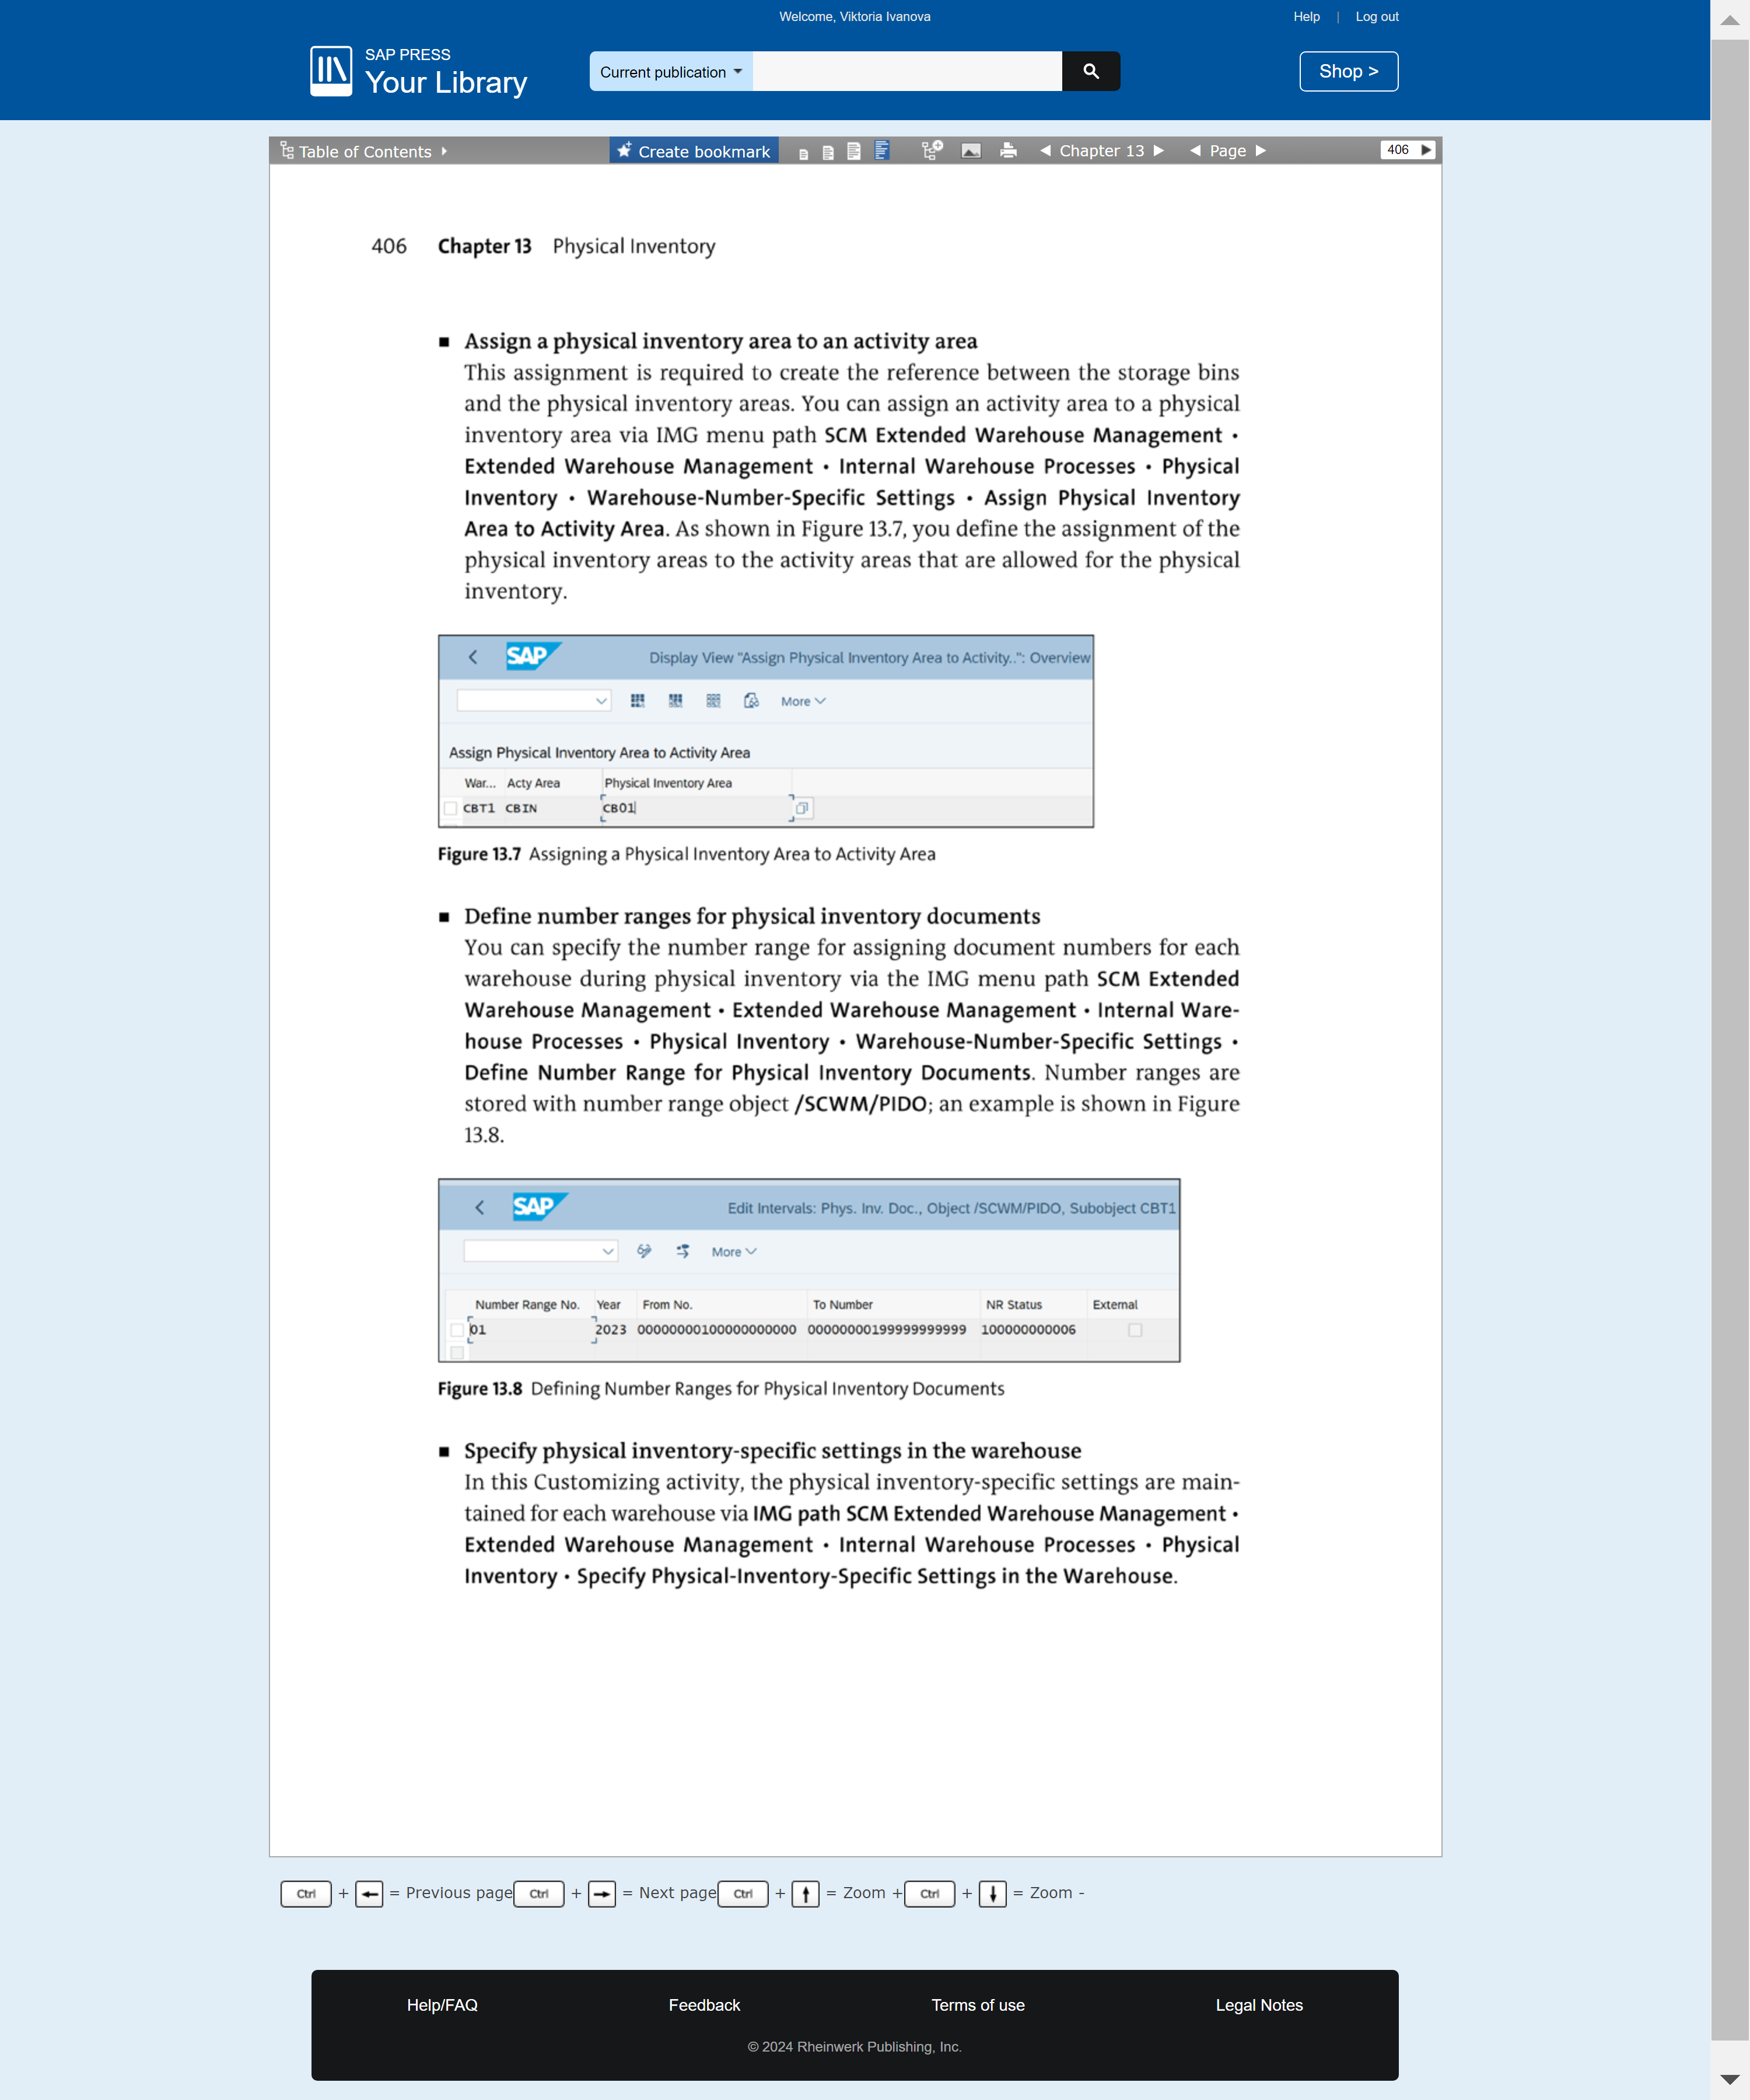 Welcome, Viktoria Ivanova
Help | Log out
SAP PRESS
Your Library
Current publication
Shop >
Table of Contents
Create bookmark
Chapter 13
Page
406
406 Chapter 13 Physical Inventory
■ Assign a physical inventory area to an activity area
This assignment is required to create the reference between the storage bins
and the physical inventory areas. You can assign an activity area to a physical
inventory area via IMG menu path SCM Extended Warehouse Management •
Extended Warehouse Management • Internal Warehouse Processes • Physical
Inventory • Warehouse-Number-Specific Settings • Assign Physical Inventory
Area to Activity Area. As shown in Figure 13.7, you define the assignment of the
physical inventory areas to the activity areas that are allowed for the physical
inventory.
SAP
Display View "Assign Physical Inventory Area to Activity..": Overview
More
Assign Physical Inventory Area to Activity Area
War... Acty Area Physical Inventory Area
CBT1 CBIN CB01
Figure 13.7 Assigning a Physical Inventory Area to Activity Area
■ Define number ranges for physical inventory documents
You can specify the number range for assigning document numbers for each
warehouse during physical inventory via the IMG menu path SCM Extended
Warehouse Management • Extended Warehouse Management • Internal Ware-
house Processes • Physical Inventory • Warehouse-Number-Specific Settings •
Define Number Range for Physical Inventory Documents. Number ranges are
stored with number range object /SCWM/PIDO; an example is shown in Figure
13.8.
SAP
Edit Intervals: Phys. Inv. Doc., Object /SCWM/PIDO, Subobject CBT1
More
Number Range No. Year From No. To Number NR Status External
01 2023 00000000100000000000 00000000199999999999 100000000006
Figure 13.8 Defining Number Ranges for Physical Inventory Documents
■ Specify physical inventory-specific settings in the warehouse
In this Customizing activity, the physical inventory-specific settings are main-
tained for each warehouse via IMG path SCM Extended Warehouse Management •
Extended Warehouse Management • Internal Warehouse Processes • Physical
Inventory • Specify Physical-Inventory-Specific Settings in the Warehouse.
Ctrl + ← = Previous page Ctrl + → = Next page Ctrl + ↑ = Zoom + Ctrl + ↓ = Zoom -
Help/FAQ
Feedback
Terms of use
Legal Notes
© 2024 Rheinwerk Publishing, Inc.